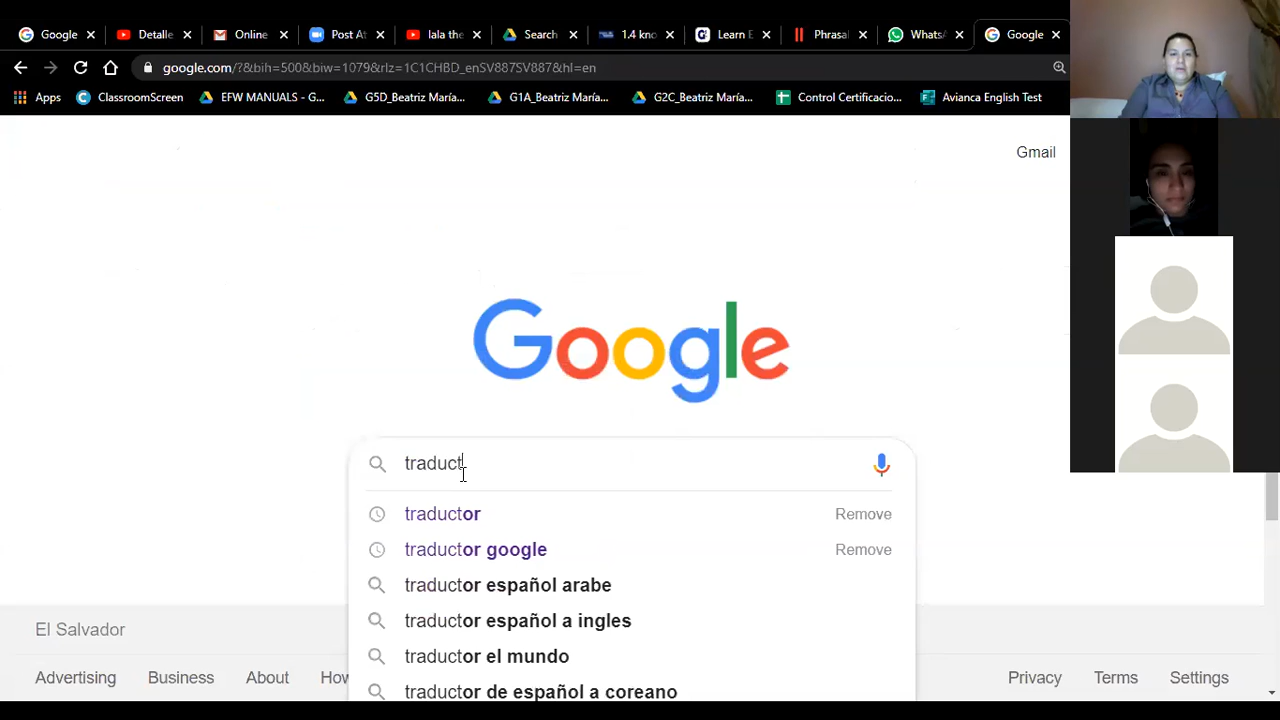 Google
Detalle
Online
Post At
lala the
Search
1.4 kno
Learn E
Phrasal
WhatsA
Google
google.com/?&bih=500&biw=1079&rlz=1C1CHBD_enSV887SV887&hl=en
Apps
ClassroomScreen
EFW MANUALS - G...
G5D_Beatriz María...
G1A_Beatriz María...
G2C_Beatriz María...
Control Certificacio...
Avianca English Test
Gmail
Google
traduct
traductor Remove
traductor google Remove
traductor español arabe
traductor español a ingles
traductor el mundo
traductor de español a coreano
El Salvador
Advertising Business About How Privacy Terms Settings